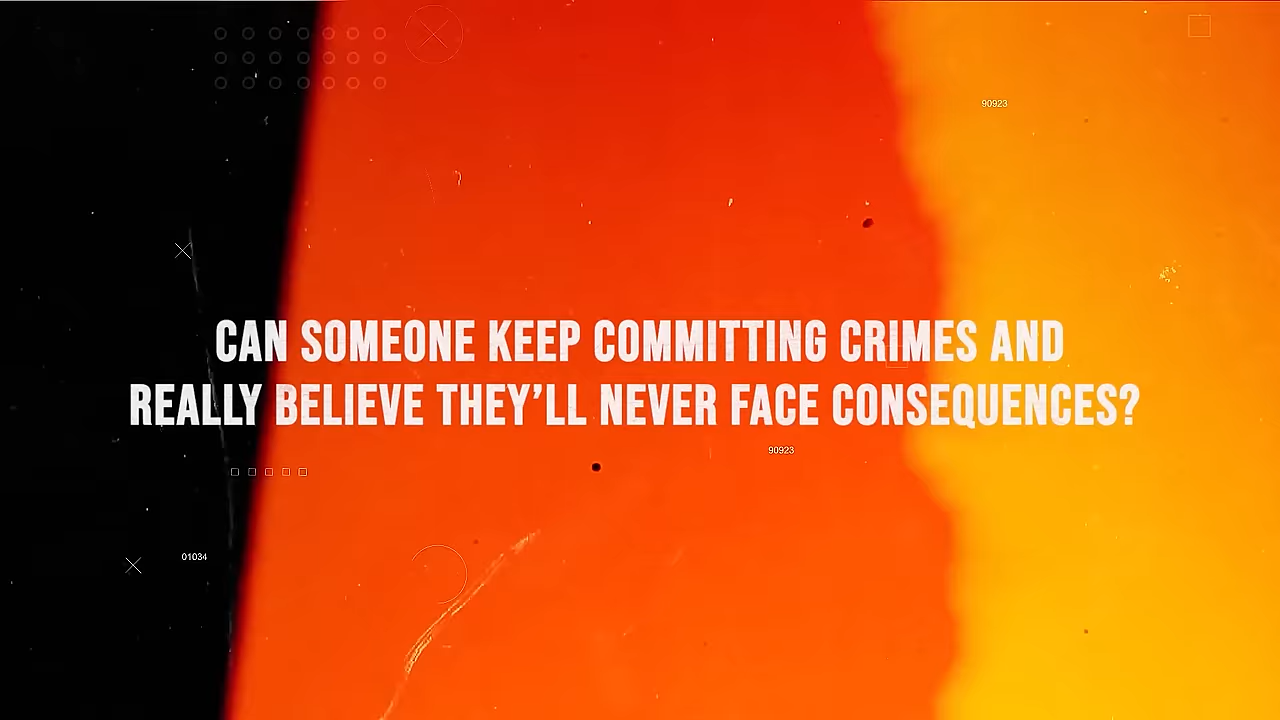 90923
CAN SOMEONE KEEP COMMITTING CRIMES AND
REALLY BELIEVE THEY’LL NEVER FACE CONSEQUENCES?
90923
01034